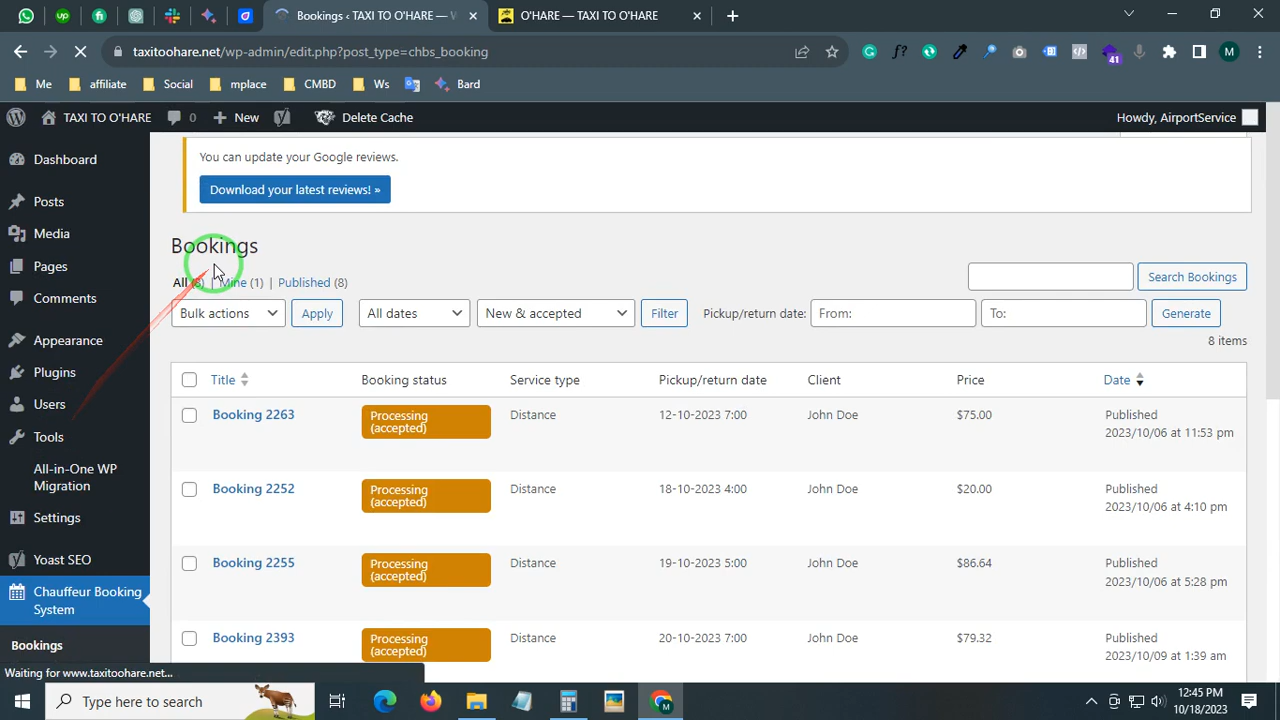 Bookings ‹ TAXI TO O'HARE — W
O'HARE — TAXI TO O'HARE
taxitoohare.net/wp-admin/edit.php?post_type=chbs_booking
41
M
Me
affiliate
Social
mplace
CMBD
Ws
Bard
TAXI TO O'HARE
0
New
Delete Cache
Howdy, AirportService
Dashboard
Posts
Media
Pages
Comments
Appearance
Plugins
Users
Tools
All-in-One WP
Migration
Settings
Yoast SEO
Chauffeur Booking
System
Bookings
You can update your Google reviews.
Download your latest reviews! »
Bookings
All (8) | Mine (1) | Published (8)
Search Bookings
Bulk actions
Apply
All dates
New & accepted
Filter
Pickup/return date:
From:
To:
Generate
8 items
Title
Booking status
Service type
Pickup/return date
Client
Price
Date
Booking 2263
Processing
(accepted)
Distance
12-10-2023 7:00
John Doe
$75.00
Published
2023/10/06 at 11:53 pm
Booking 2252
Processing
(accepted)
Distance
18-10-2023 4:00
John Doe
$20.00
Published
2023/10/06 at 4:10 pm
Booking 2255
Processing
(accepted)
Distance
19-10-2023 5:00
John Doe
$86.64
Published
2023/10/06 at 5:28 pm
Booking 2393
Processing
(accepted)
Distance
20-10-2023 7:00
John Doe
$79.32
Published
2023/10/09 at 1:39 am
Waiting for www.taxitoohare.net...
Type here to search
12:45 PM
10/18/2023